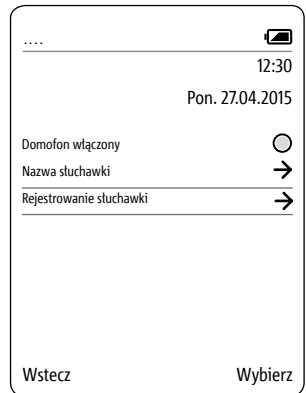 ....
12:30
Pon. 27.04.2015
Domofon włączony
Nazwa słuchawki
Rejestrowanie słuchawki
Wstecz Wybierz